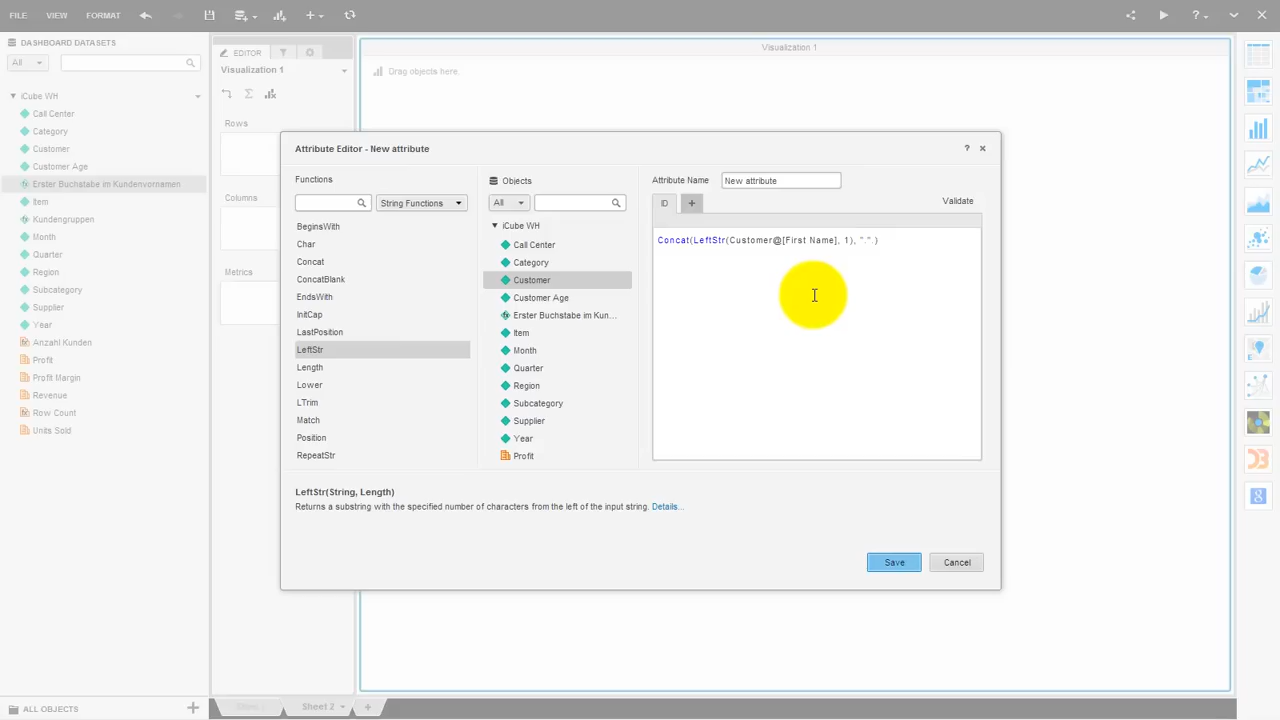 FILE VIEW FORMAT ?
DASHBOARD DATASETS
All
iCube WH
Call Center
Category
Customer
Customer Age
Erster Buchstabe im Kundenvornamen
Item
Kundengruppen
Month
Quarter
Region
Subcategory
Supplier
Year
Anzahl Kunden
Profit
Profit Margin
Revenue
Row Count
Units Sold
ALL OBJECTS
EDITOR
Visualization 1
Rows
Columns
Metrics
Visualization 1
Drag objects here.
Attribute Editor - New attribute
?
Functions
String Functions
BeginsWith
Char
Concat
ConcatBlank
EndsWith
InitCap
LastPosition
LeftStr
Length
Lower
LTrim
Match
Position
RepeatStr
Objects
All
iCube WH
Call Center
Category
Customer
Customer Age
Erster Buchstabe im Kun...
Item
Month
Quarter
Region
Subcategory
Supplier
Year
Profit
Attribute Name New attribute
ID +
Validate
Concat(LeftStr(Customer@[First Name], 1), ".".)
LeftStr(String, Length)
Returns a substring with the specified number of characters from the left of the input string. Details...
Save Cancel
Sheet 2 +